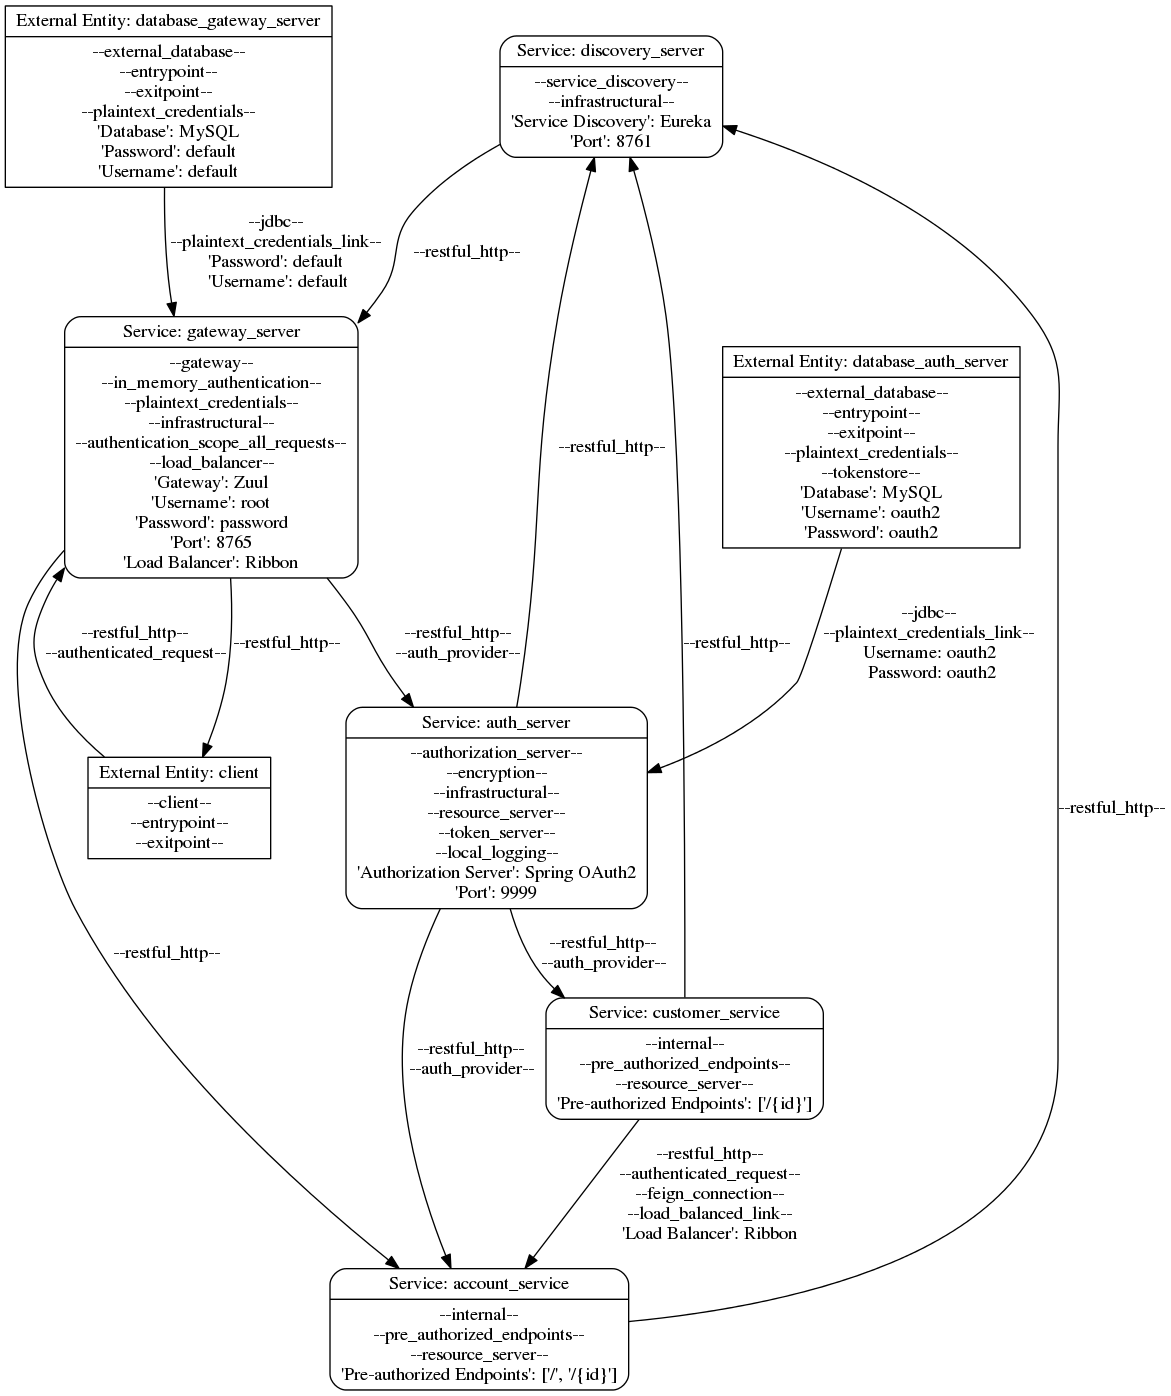 External Entity: database_gateway_server
--external_database--
--entrypoint--
--exitpoint--
--plaintext_credentials--
'Database': MySQL
'Password': default
'Username': default
Service: discovery_server
--service_discovery--
--infrastructural--
'Service Discovery': Eureka
'Port': 8761
--jdbc--
--plaintext_credentials_link--
'Password': default
'Username': default
--restful_http--
Service: gateway_server
--gateway--
--in_memory_authentication--
--plaintext_credentials--
--infrastructural--
--authentication_scope_all_requests--
--load_balancer--
'Gateway': Zuul
'Username': root
'Password': password
'Port': 8765
'Load Balancer': Ribbon
--restful_http--
External Entity: database_auth_server
--external_database--
--entrypoint--
--exitpoint--
--plaintext_credentials--
--tokenstore--
'Database': MySQL
'Username': oauth2
'Password': oauth2
--restful_http--
--authenticated_request--
--restful_http--
--restful_http--
--auth_provider--
--restful_http--
--jdbc--
--plaintext_credentials_link--
Username: oauth2
Password: oauth2
Service: auth_server
--authorization_server--
--encryption--
--infrastructural--
--resource_server--
--token_server--
--local_logging--
'Authorization Server': Spring OAuth2
'Port': 9999
External Entity: client
--client--
--entrypoint--
--exitpoint--
--restful_http--
--restful_http--
--restful_http--
--auth_provider--
Service: customer_service
--internal--
--pre_authorized_endpoints--
--resource_server--
'Pre-authorized Endpoints': ['/{id}']
--restful_http--
--auth_provider--
--restful_http--
--authenticated_request--
--feign_connection--
--load_balanced_link--
'Load Balancer': Ribbon
Service: account_service
--internal--
--pre_authorized_endpoints--
--resource_server--
'Pre-authorized Endpoints': ['/', '/{id}']